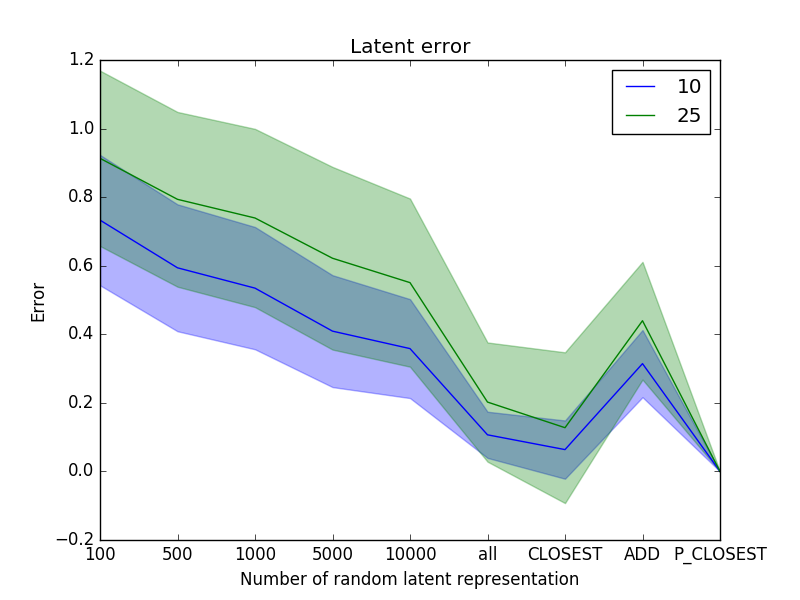 Latent error
10
25
1.2
1.0
0.8
0.6
0.4
0.2
0.0
−0.2
Error
100 500 1000 5000 10000 all CLOSEST ADD P_CLOSEST
Number of random latent representation